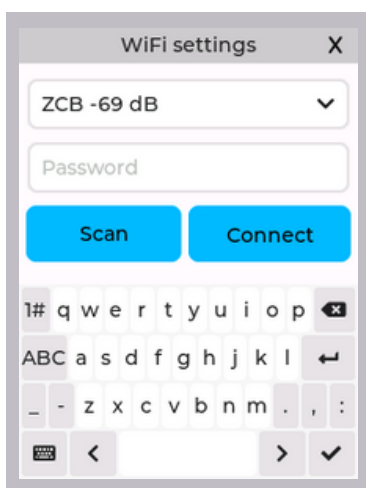 WiFi settings X
ZCB -69 dB
Password
Scan Connect
1# q w e r t y u i o p
ABC a s d f g h j k l
_ - z x c v b n m . , :